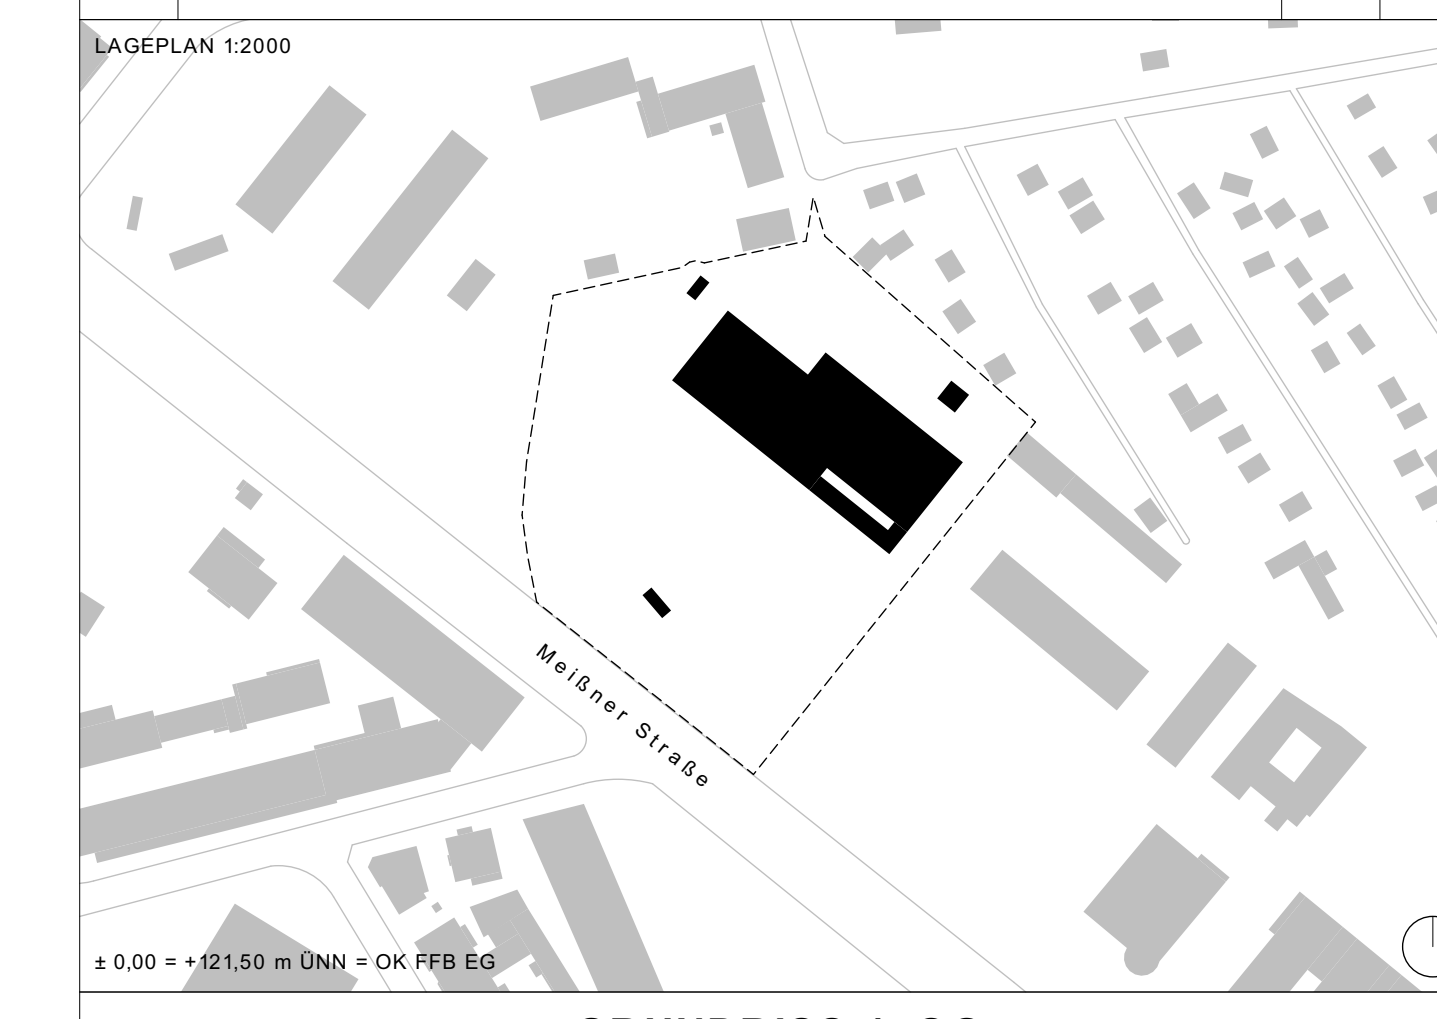 LAGEPLAN 1:2000
Meißner Straße
± 0,00 = +121,50 m ÜNN = OK FFB EG